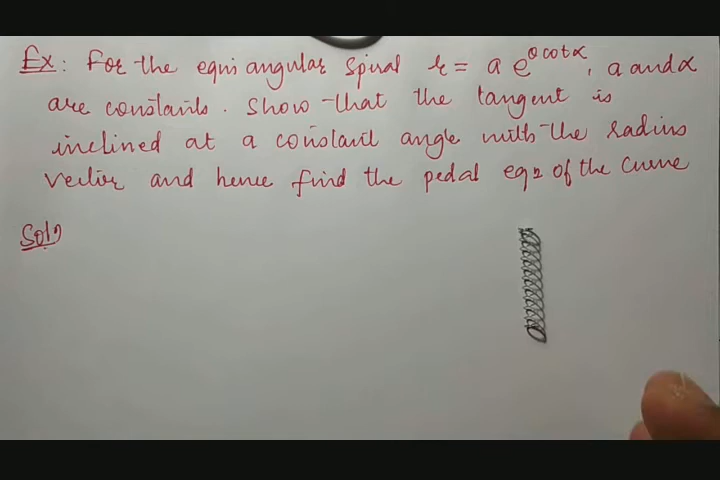 Ex: For the equiangular spiral r = a e^θcotα, a and α
are constants. Show that the tangent is
inclined at a constant angle with the radius
vector and hence find the pedal eqn of the curve
Soln